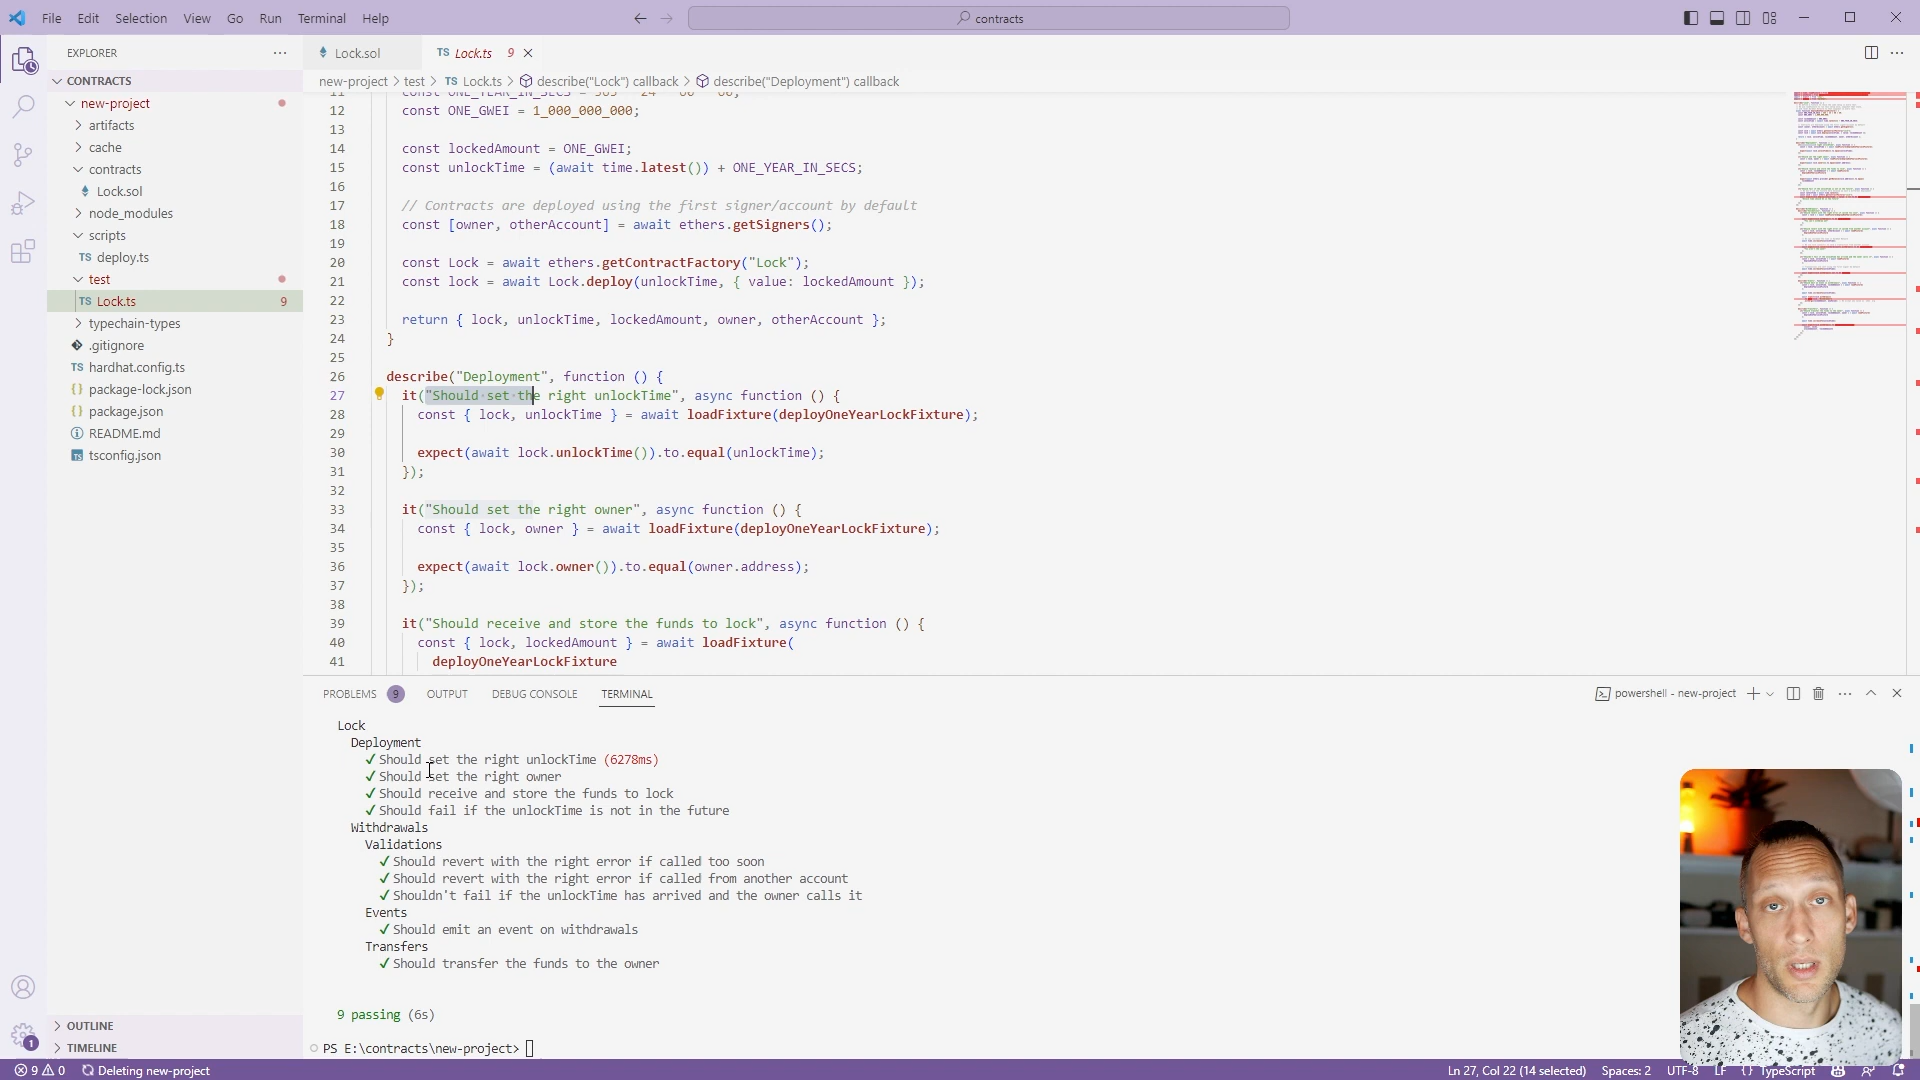 File Edit Selection View Go Run Terminal Help
contracts
EXPLORER
CONTRACTS
new-project
artifacts
cache
contracts
Lock.sol
node_modules
scripts
TS deploy.ts
test
TS Lock.ts 9
typechain-types
.gitignore
TS hardhat.config.ts
{} package-lock.json
{} package.json
README.md
tsconfig.json
OUTLINE
TIMELINE
Lock.sol
TS Lock.ts 9
new-project > test > TS Lock.ts > describe("Lock") callback > describe("Deployment") callback
11 const ONE_YEAR_IN_SECS = 365 * 24 * 60 * 60;
12 const ONE_GWEI = 1_000_000_000;
13
14 const lockedAmount = ONE_GWEI;
15 const unlockTime = (await time.latest()) + ONE_YEAR_IN_SECS;
16
17 // Contracts are deployed using the first signer/account by default
18 const [owner, otherAccount] = await ethers.getSigners();
19
20 const Lock = await ethers.getContractFactory("Lock");
21 const lock = await Lock.deploy(unlockTime, { value: lockedAmount });
22
23 return { lock, unlockTime, lockedAmount, owner, otherAccount };
24 }
25
26 describe("Deployment", function () {
27 it("Should set the right unlockTime", async function () {
28 const { lock, unlockTime } = await loadFixture(deployOneYearLockFixture);
29
30 expect(await lock.unlockTime()).to.equal(unlockTime);
31 });
32
33 it("Should set the right owner", async function () {
34 const { lock, owner } = await loadFixture(deployOneYearLockFixture);
35
36 expect(await lock.owner()).to.equal(owner.address);
37 });
38
39 it("Should receive and store the funds to lock", async function () {
40 const { lock, lockedAmount } = await loadFixture(
41 deployOneYearLockFixture
PROBLEMS 9 OUTPUT DEBUG CONSOLE TERMINAL
powershell - new-project
Lock
Deployment
✓ Should set the right unlockTime (6278ms)
✓ Should set the right owner
✓ Should receive and store the funds to lock
✓ Should fail if the unlockTime is not in the future
Withdrawals
Validations
✓ Should revert with the right error if called too soon
✓ Should revert with the right error if called from another account
✓ Shouldn't fail if the unlockTime has arrived and the owner calls it
Events
✓ Should emit an event on withdrawals
Transfers
✓ Should transfer the funds to the owner
9 passing (6s)
PS E:\contracts\new-project>
1
9 0 Deleting new-project
Ln 27, Col 22 (14 selected) Spaces: 2 UTF-8 LF {} TypeScript